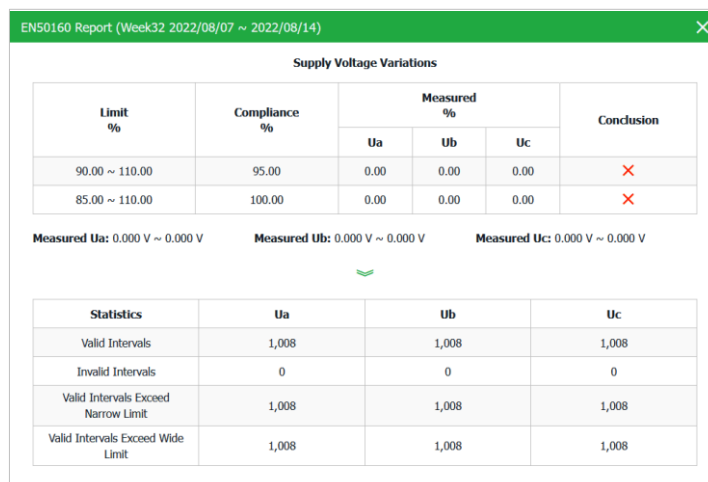 EN50160 Report (Week32 2022/08/07 ~ 2022/08/14)
Supply Voltage Variations
Limit % Compliance % Measured % Conclusion
Ua Ub Uc
90.00 ~ 110.00 95.00 0.00 0.00 0.00 ✕
85.00 ~ 110.00 100.00 0.00 0.00 0.00 ✕
Measured Ua: 0.000 V ~ 0.000 V Measured Ub: 0.000 V ~ 0.000 V Measured Uc: 0.000 V ~ 0.000 V
Statistics Ua Ub Uc
Valid Intervals 1,008 1,008 1,008
Invalid Intervals 0 0 0
Valid Intervals Exceed Narrow Limit 1,008 1,008 1,008
Valid Intervals Exceed Wide Limit 1,008 1,008 1,008